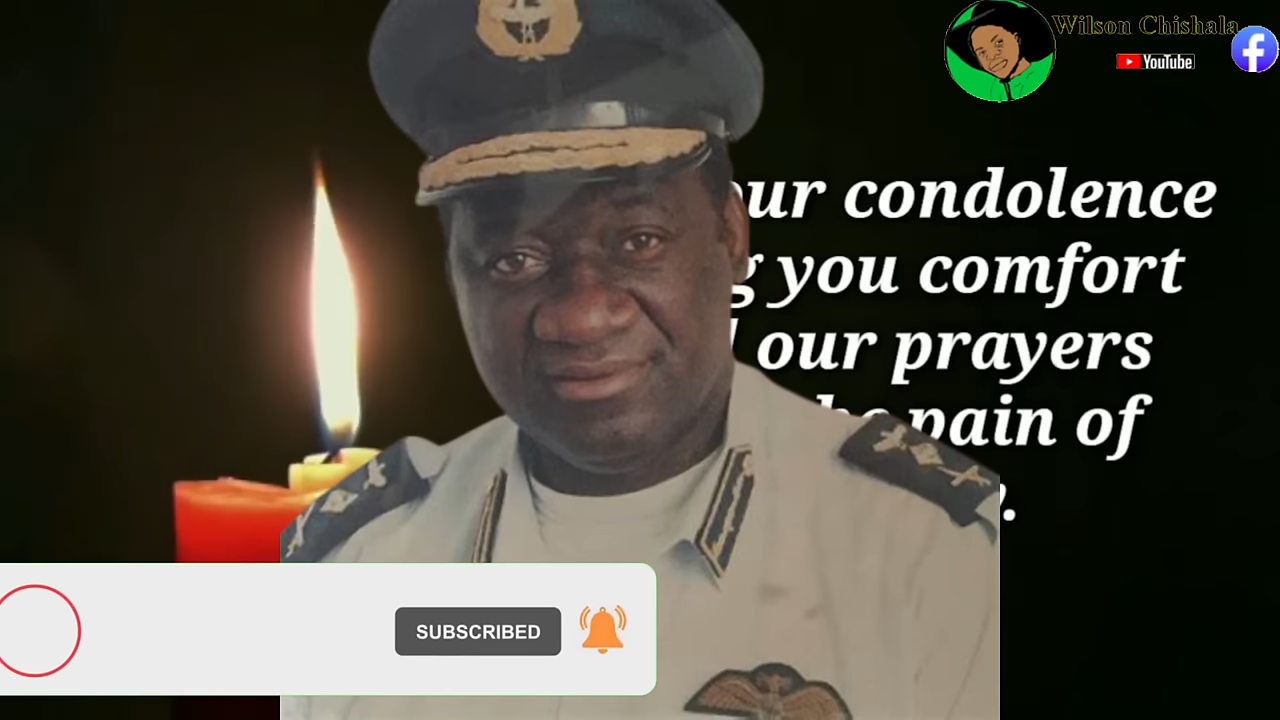 Wilson Chishala
YouTube
our condolence
you comfort
our prayers
pain of
SUBSCRIBED